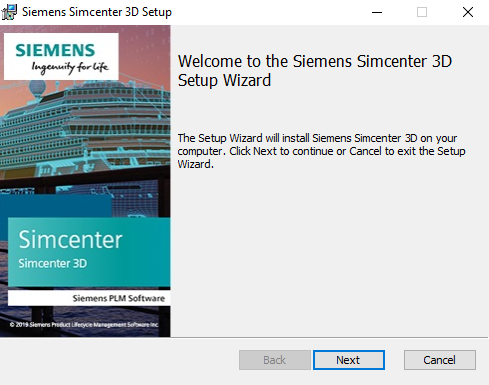 Siemens Simcenter 3D Setup
SIEMENS
Ingenuity for life
Welcome to the Siemens Simcenter 3D
Setup Wizard
The Setup Wizard will install Siemens Simcenter 3D on your
computer. Click Next to continue or Cancel to exit the Setup
Wizard.
Simcenter
Simcenter 3D
Siemens PLM Software
© 2019 Siemens Product Lifecycle Management Software Inc
Back
Next
Cancel